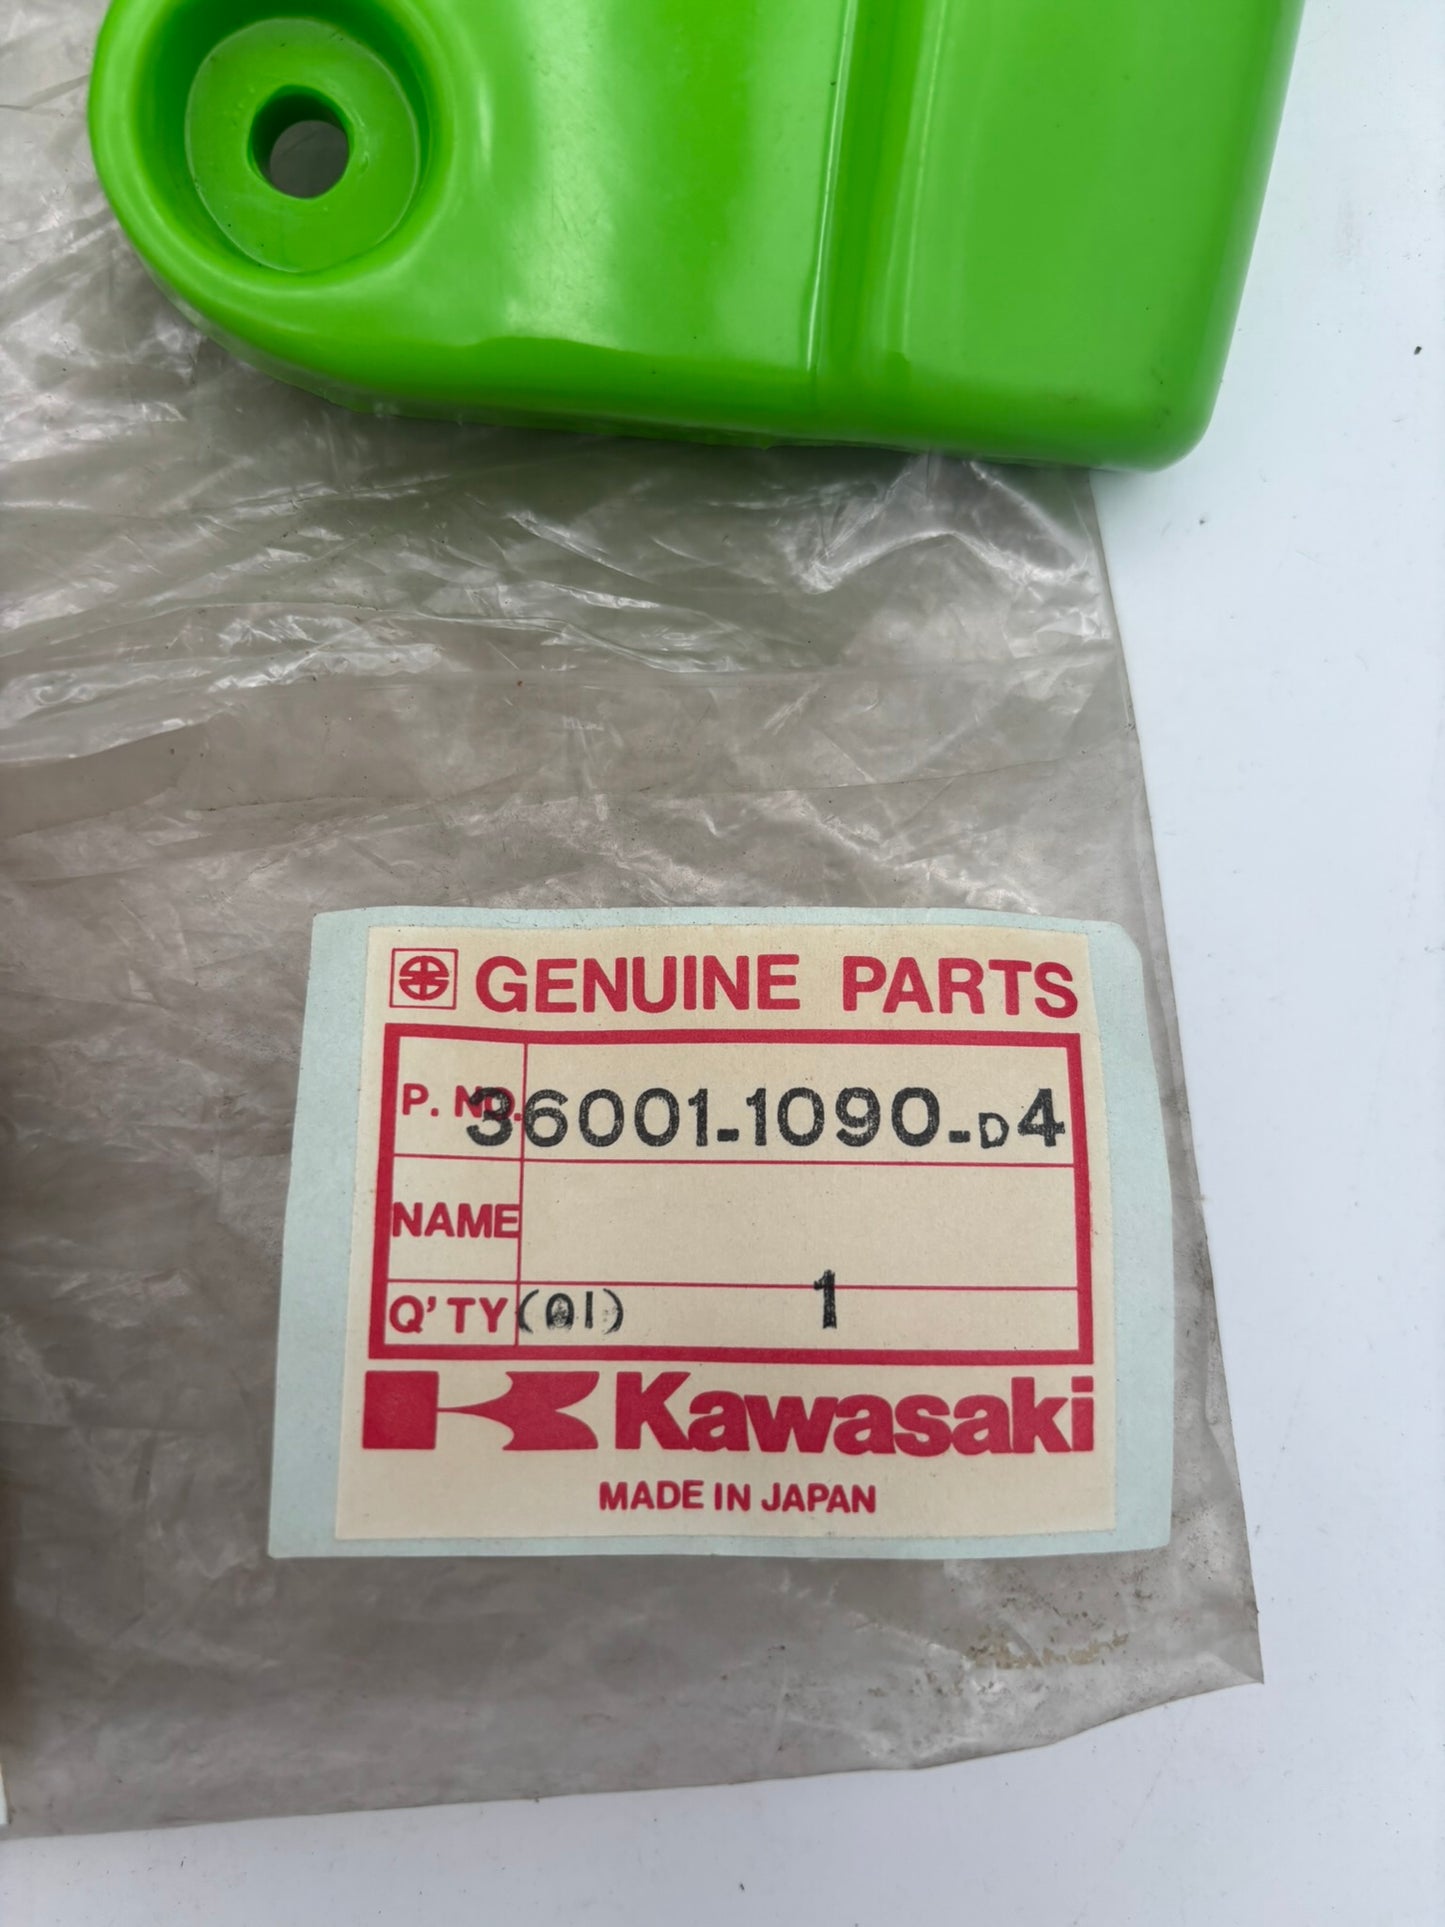 GENUINE PARTS
P. NO. 36001-1090-D4
NAME
Q'TY (01) 1
Kawasaki
MADE IN JAPAN